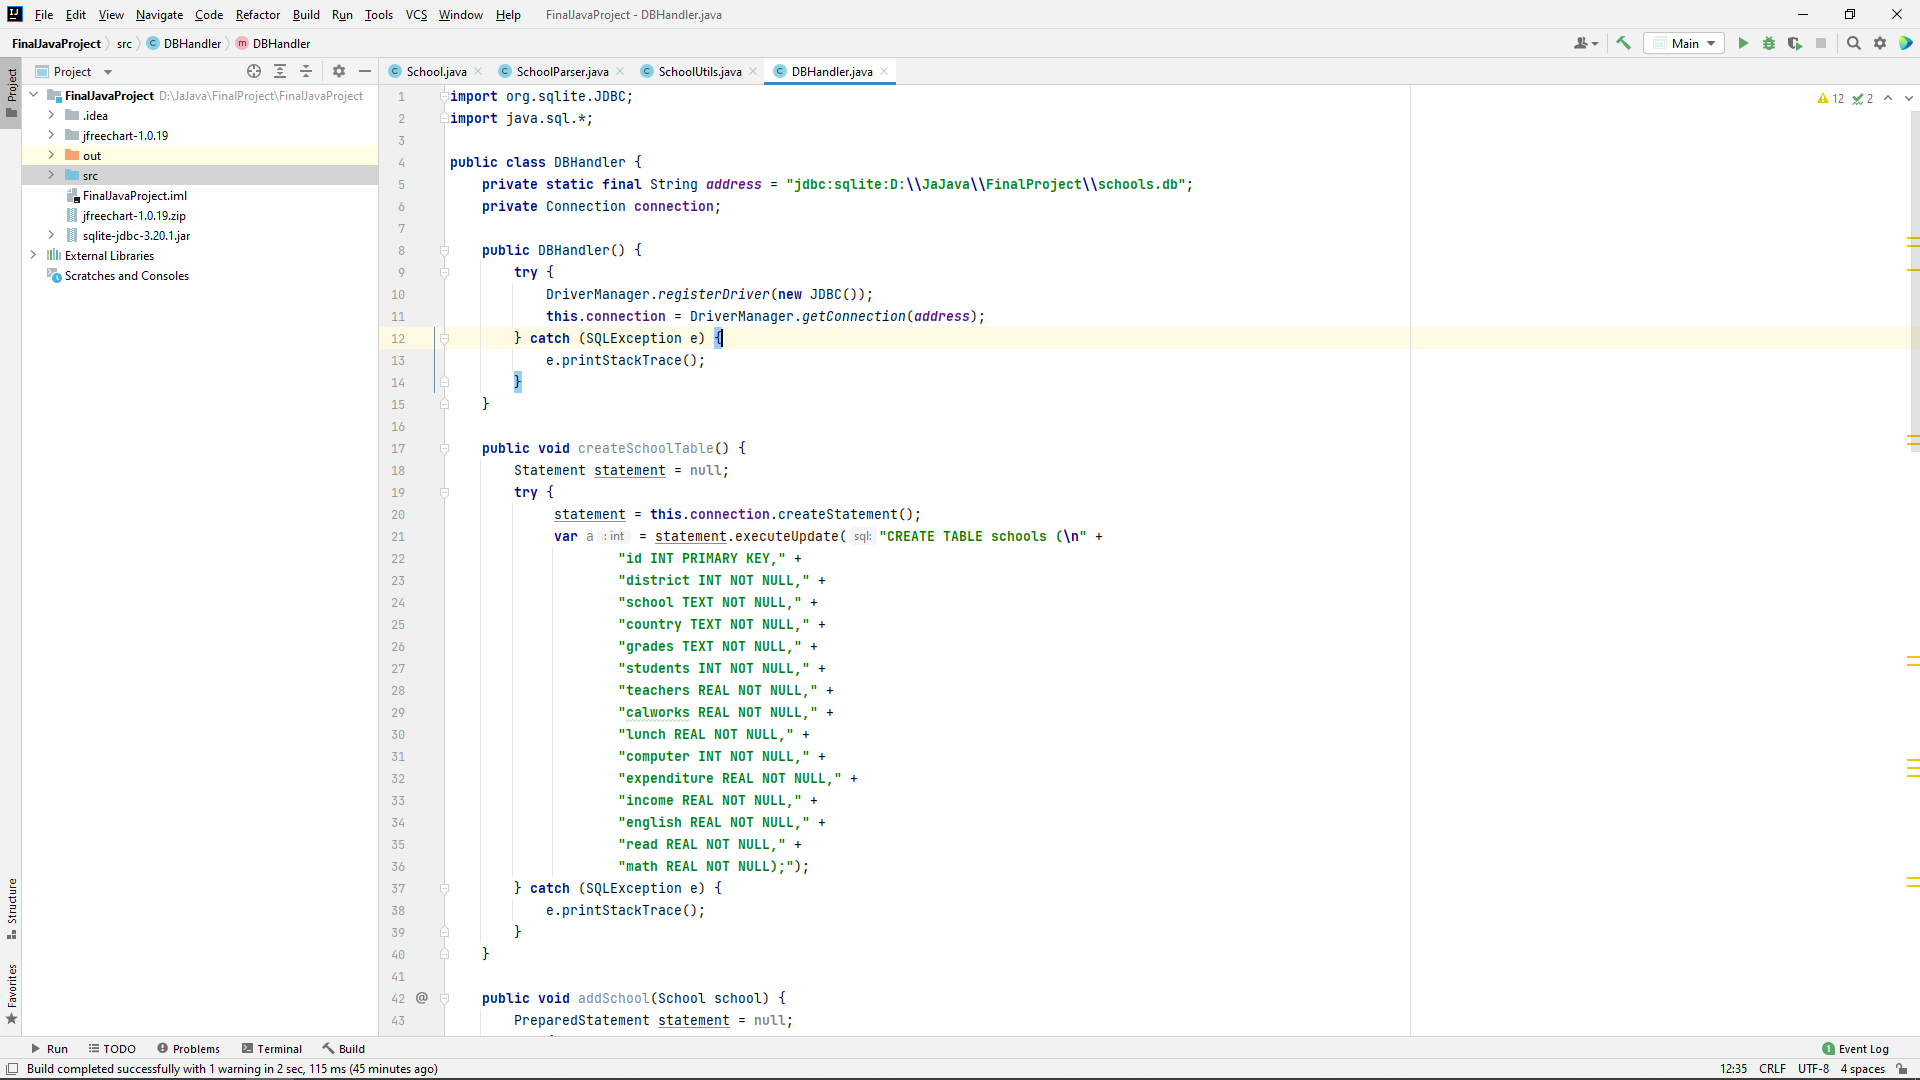 File Edit View Navigate Code Refactor Build Run Tools VCS Window Help FinalJavaProject - DBHandler.java
FinalJavaProject src DBHandler DBHandler Main
Project
Project
School.java SchoolParser.java SchoolUtils.java DBHandler.java
FinalJavaProject D:\JaJava\FinalProject\FinalJavaProject
.idea
jfreechart-1.0.19
out
src
FinalJavaProject.iml
jfreechart-1.0.19.zip
sqlite-jdbc-3.20.1.jar
External Libraries
Scratches and Consoles
12 2
1 import org.sqlite.JDBC;
2 import java.sql.*;
3
4 public class DBHandler {
5 private static final String address = "jdbc:sqlite:D:\\JaJava\\FinalProject\\schools.db";
6 private Connection connection;
7
8 public DBHandler() {
9 try {
10 DriverManager.registerDriver(new JDBC());
11 this.connection = DriverManager.getConnection(address);
12 } catch (SQLException e) {
13 e.printStackTrace();
14 }
15 }
16
17 public void createSchoolTable() {
18 Statement statement = null;
19 try {
20 statement = this.connection.createStatement();
21 var a : int = statement.executeUpdate( sql: "CREATE TABLE schools (\n" +
22 "id INT PRIMARY KEY," +
23 "district INT NOT NULL," +
24 "school TEXT NOT NULL," +
25 "country TEXT NOT NULL," +
26 "grades TEXT NOT NULL," +
27 "students INT NOT NULL," +
28 "teachers REAL NOT NULL," +
29 "calworks REAL NOT NULL," +
30 "lunch REAL NOT NULL," +
31 "computer INT NOT NULL," +
32 "expenditure REAL NOT NULL," +
33 "income REAL NOT NULL," +
34 "english REAL NOT NULL," +
35 "read REAL NOT NULL," +
36 "math REAL NOT NULL);");
37 } catch (SQLException e) {
38 e.printStackTrace();
39 }
40 }
41
42 @ public void addSchool(School school) {
43 PreparedStatement statement = null;
Structure
Favorites
Run TODO Problems Terminal Build 1 Event Log
Build completed successfully with 1 warning in 2 sec, 115 ms (45 minutes ago) 12:35 CRLF UTF-8 4 spaces